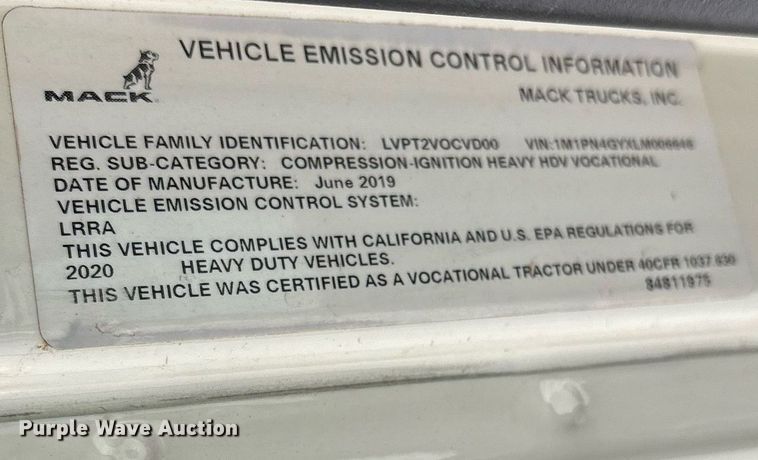 VEHICLE EMISSION CONTROL INFORMATION
MACK
MACK TRUCKS, INC.
VEHICLE FAMILY IDENTIFICATION: LVPT2VOCVD00 VIN:1M1PN4GYXLM006646
REG. SUB-CATEGORY: COMPRESSION-IGNITION HEAVY HDV VOCATIONAL
DATE OF MANUFACTURE: June 2019
VEHICLE EMISSION CONTROL SYSTEM:
LRRA
THIS VEHICLE COMPLIES WITH CALIFORNIA AND U.S. EPA REGULATIONS FOR
2020 HEAVY DUTY VEHICLES.
THIS VEHICLE WAS CERTIFIED AS A VOCATIONAL TRACTOR UNDER 40CFR 1037 630
84811975
Purple Wave Auction